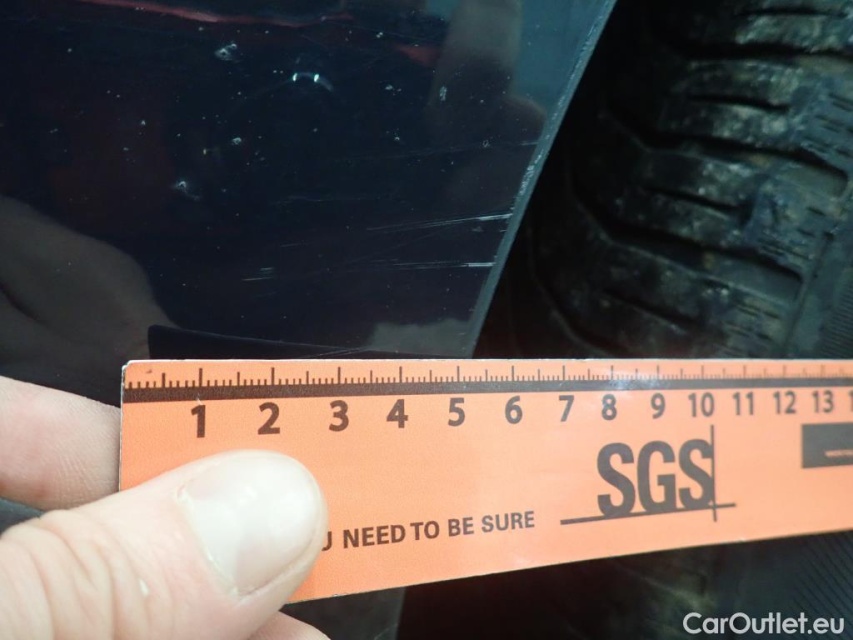 1 2 3 4 5 6 7 8 9 10 11 12 13
SGS
NEED TO BE SURE
CarOutlet.eu